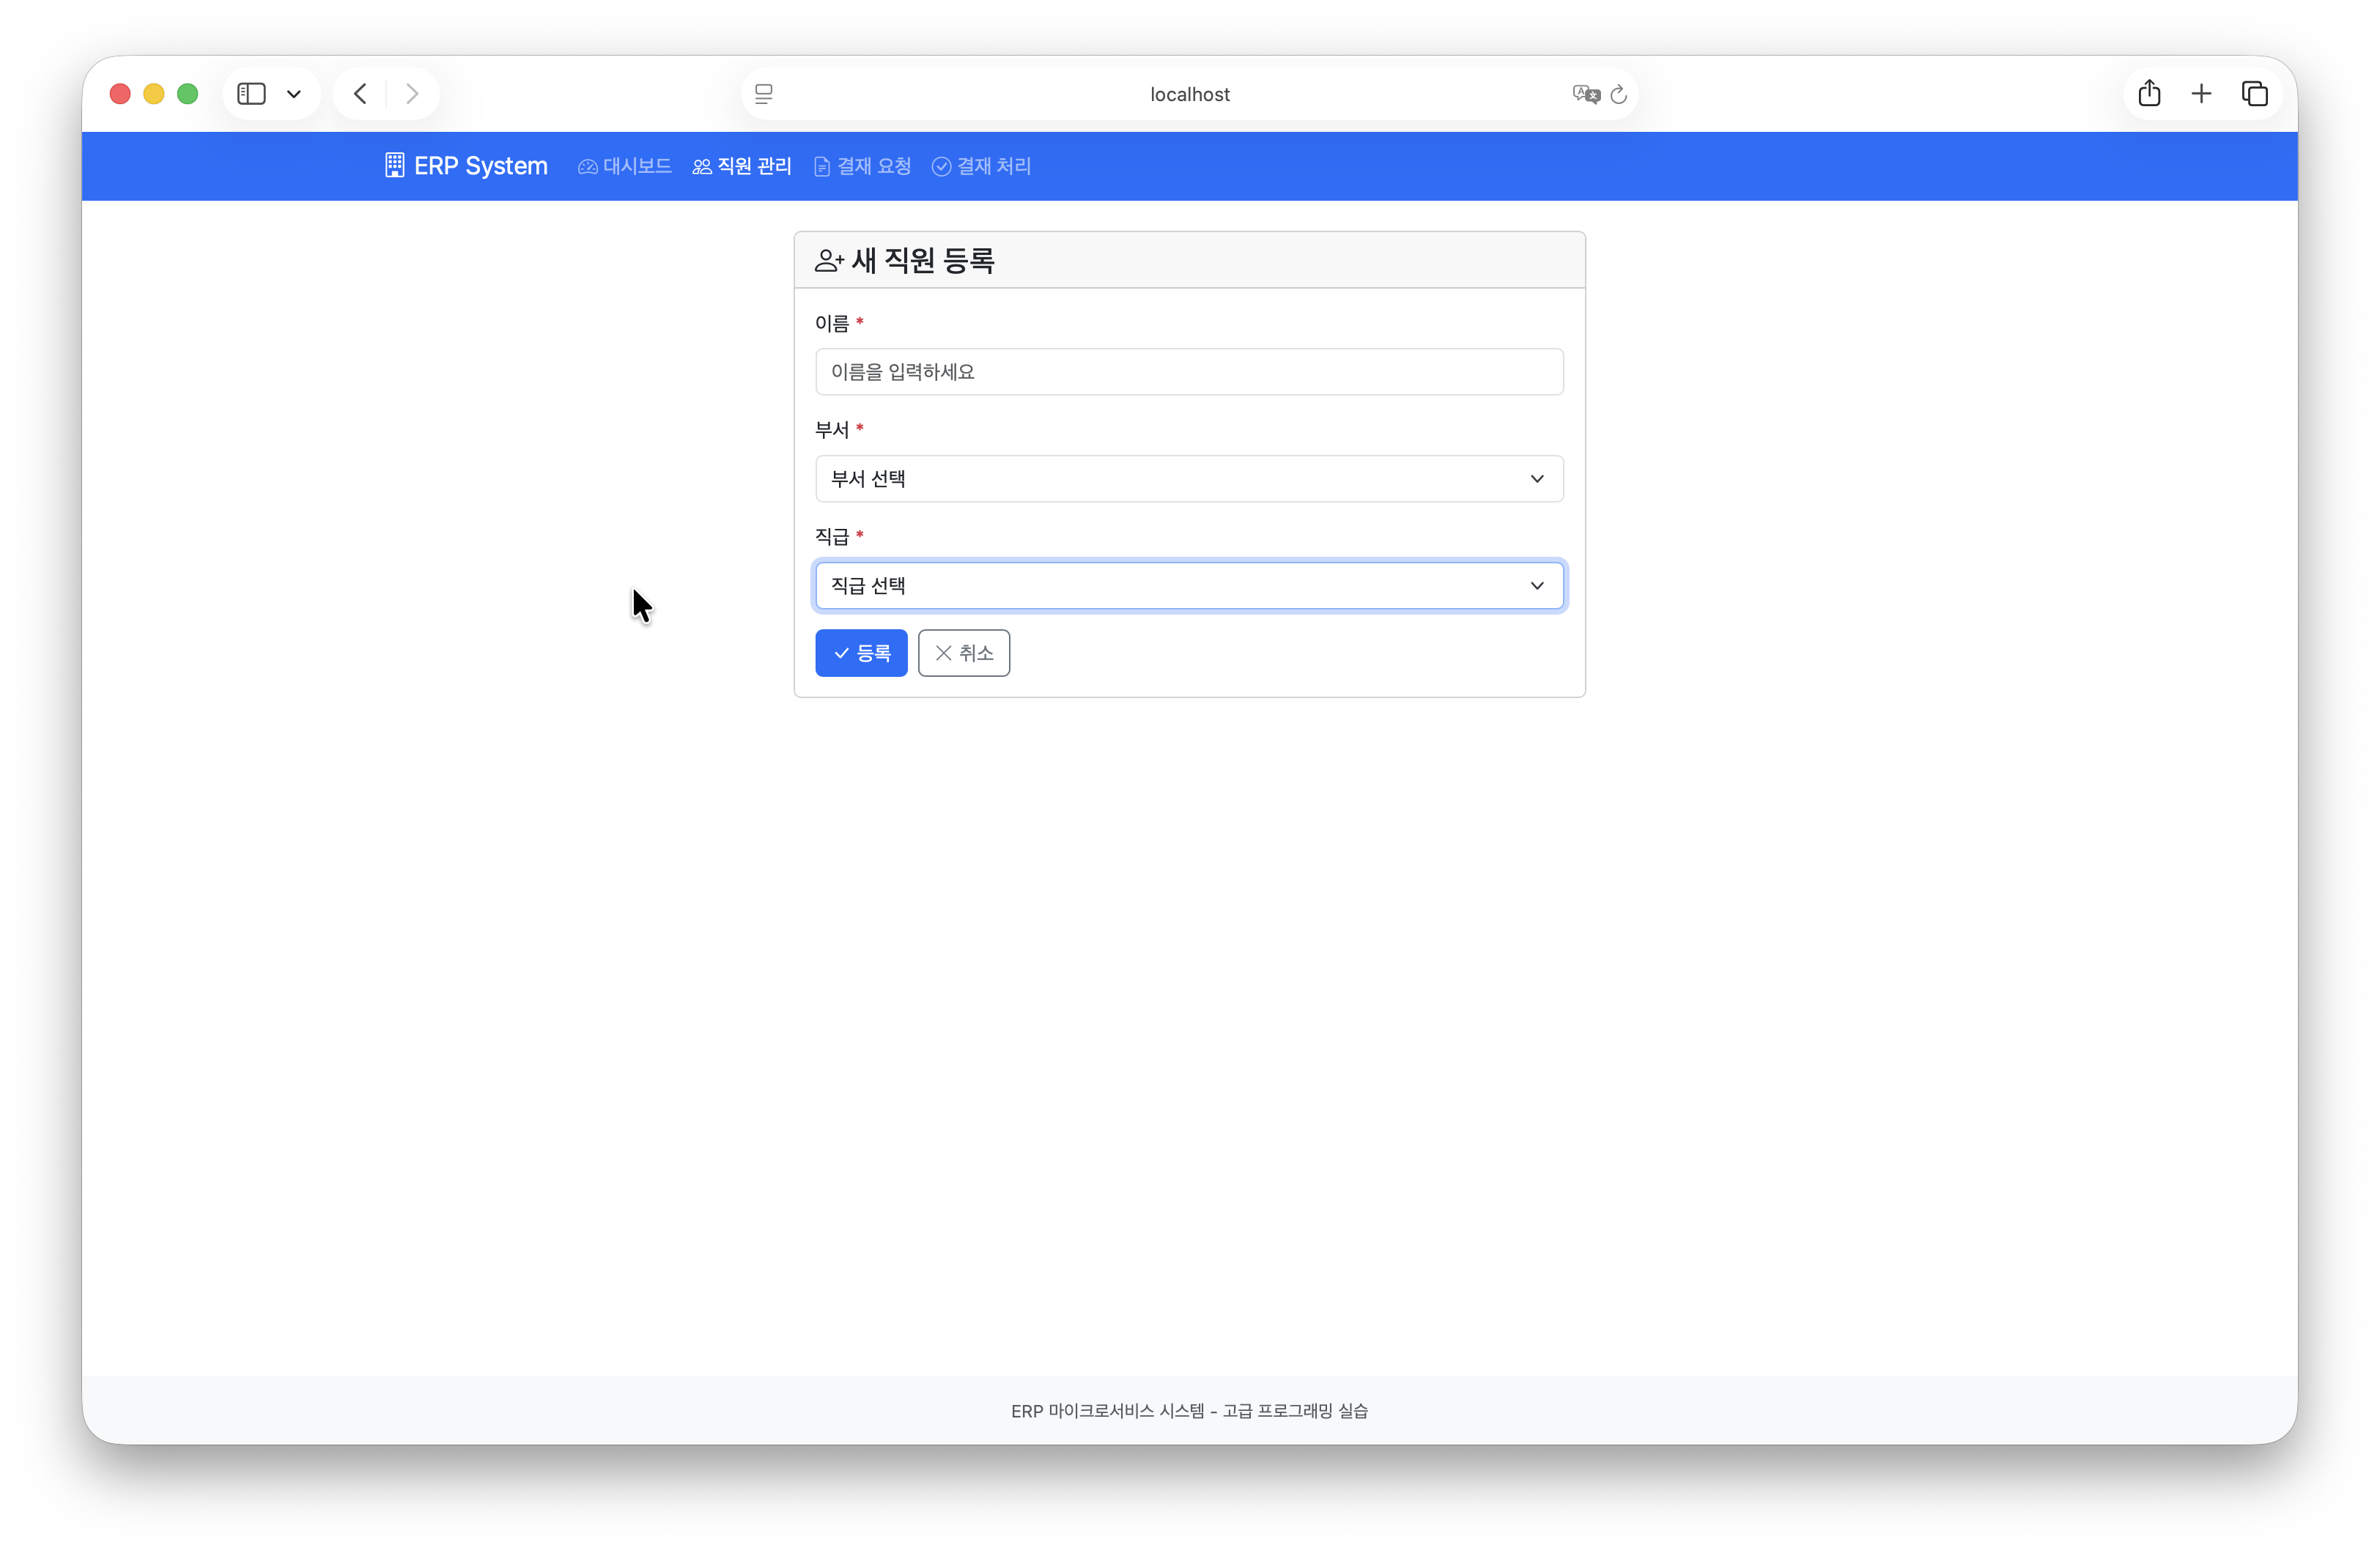 localhost
ERP System 대시보드 직원 관리 결재 요청 결재 처리
새 직원 등록
이름 *
이름을 입력하세요
부서 *
부서 선택
직급 *
직급 선택
등록 취소
ERP 마이크로서비스 시스템 - 고급 프로그래밍 실습